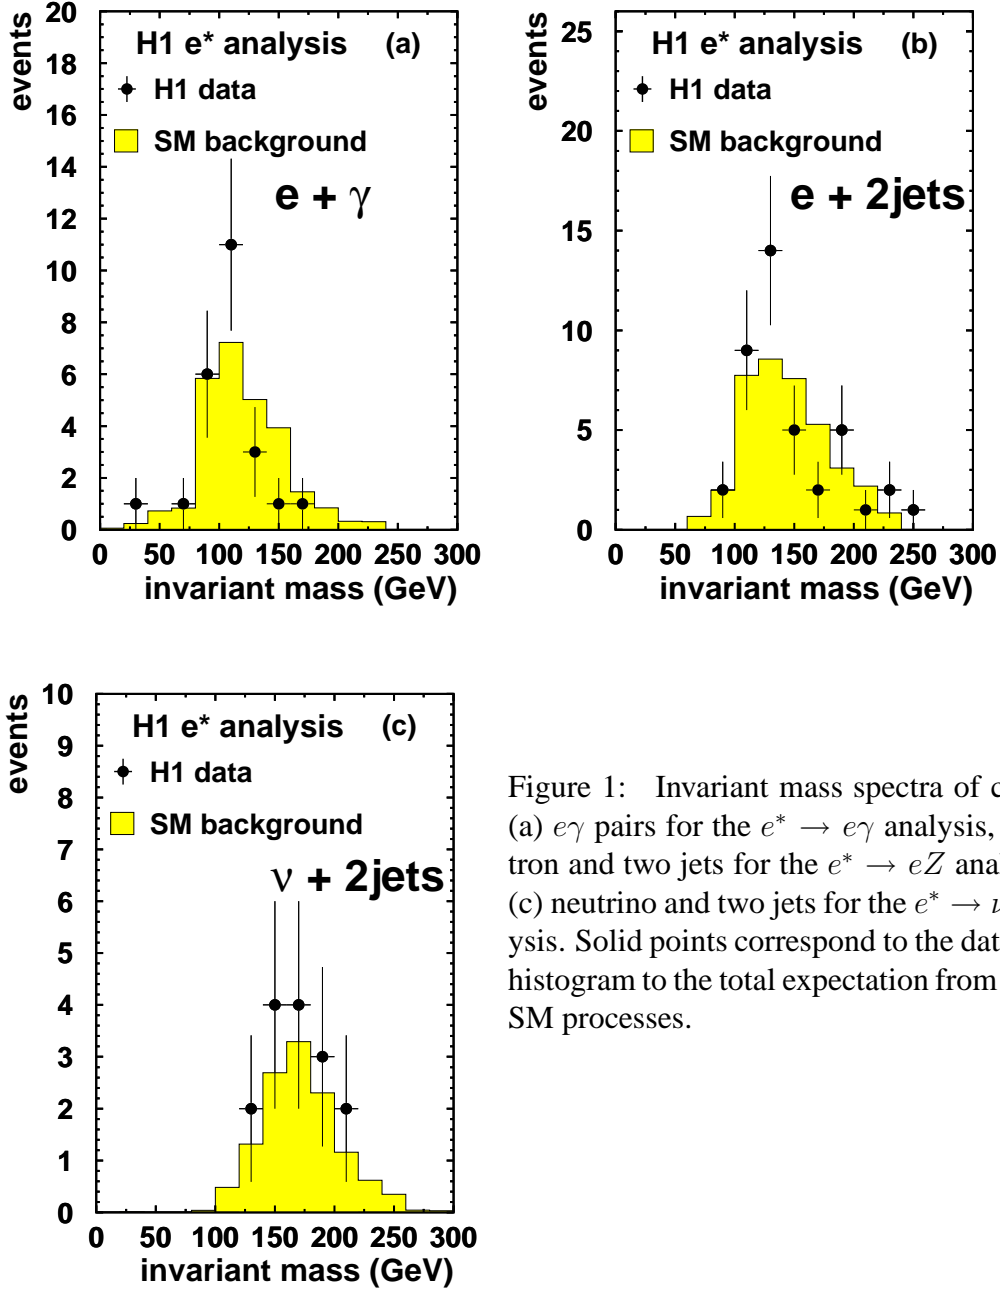 events
20
18
16
14
12
10
8
6
4
2
0
H1 e* analysis (a)
H1 data
SM background
e + γ
0 50 100 150 200 250 300
invariant mass (GeV)
events
25
20
15
10
5
0
H1 e* analysis (b)
H1 data
SM background
e + 2jets
0 50 100 150 200 250 300
invariant mass (GeV)
events
10
9
8
7
6
5
4
3
2
1
0
H1 e* analysis (c)
H1 data
SM background
ν + 2jets
0 50 100 150 200 250 300
invariant mass (GeV)
Figure 1: Invariant mass spectra of
(a) eγ pairs for the e* → eγ analysis,
tron and two jets for the e* → eZ
(c) neutrino and two jets for the e* →
ysis. Solid points correspond to the
histogram to the total expectation from
SM processes.